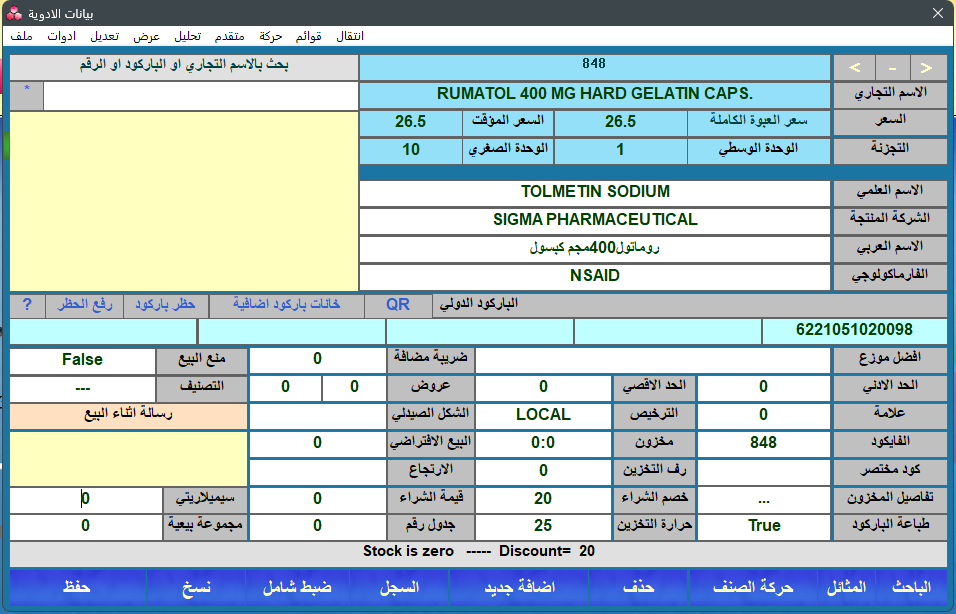 بيانات الادوية
ملف ادوات تعديل عرض تحليل متقدم حركة قوائم انتقال
بحث بالاسم التجاري او الباركود او الرقم
848
< - >
*
RUMATOL 400 MG HARD GELATIN CAPS.
الاسم التجاري
26.5 السعر المؤقت 26.5 سعر العبوة الكاملة السعر
10 الوحدة الصغري 1 الوحدة الوسطي التجزئة
TOLMETIN SODIUM الاسم العلمي
SIGMA PHARMACEUTICAL الشركة المنتجة
روماتول400مجم كبسول الاسم العربي
NSAID الفارماكولوجي
? رفع الحظر حظر باركود خانات باركود اضافية QR الباركود الدولي
6221051020098
False منع البيع 0 ضريبة مضافة افضل موزع
--- التصنيف 0 0 عروض 0 الحد الاقصي 0 الحد الادني
رسالة اثناء البيع الشكل الصيدلي LOCAL الترخيص 0 علامة
0 البيع الافتراضي 0:0 مخزون 848 الفايكود
الارتجاع 0 رف التخزين كود مختصر
0 سيميلاريتي 0 قيمة الشراء 20 خصم الشراء ... تفاصيل المخزون
0 مجموعة بيعية 0 جدول رقم 25 حرارة التخزين True طباعة الباركود
Stock is zero ----- Discount= 20
حفظ نسخ ضبط شامل السجل اضافة جديد حذف حركة الصنف المثائل الباحث